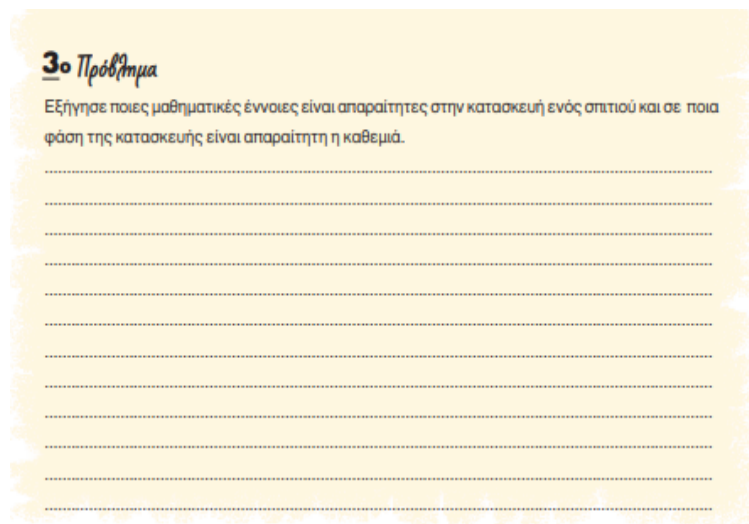 3ο Πρόβλημα
Εξήγησε ποιες μαθηματικές έννοιες είναι απαραίτητες στην κατασκευή ενός σπιτιού και σε ποια
φάση της κατασκευής είναι απαραίτητη η καθεμιά.